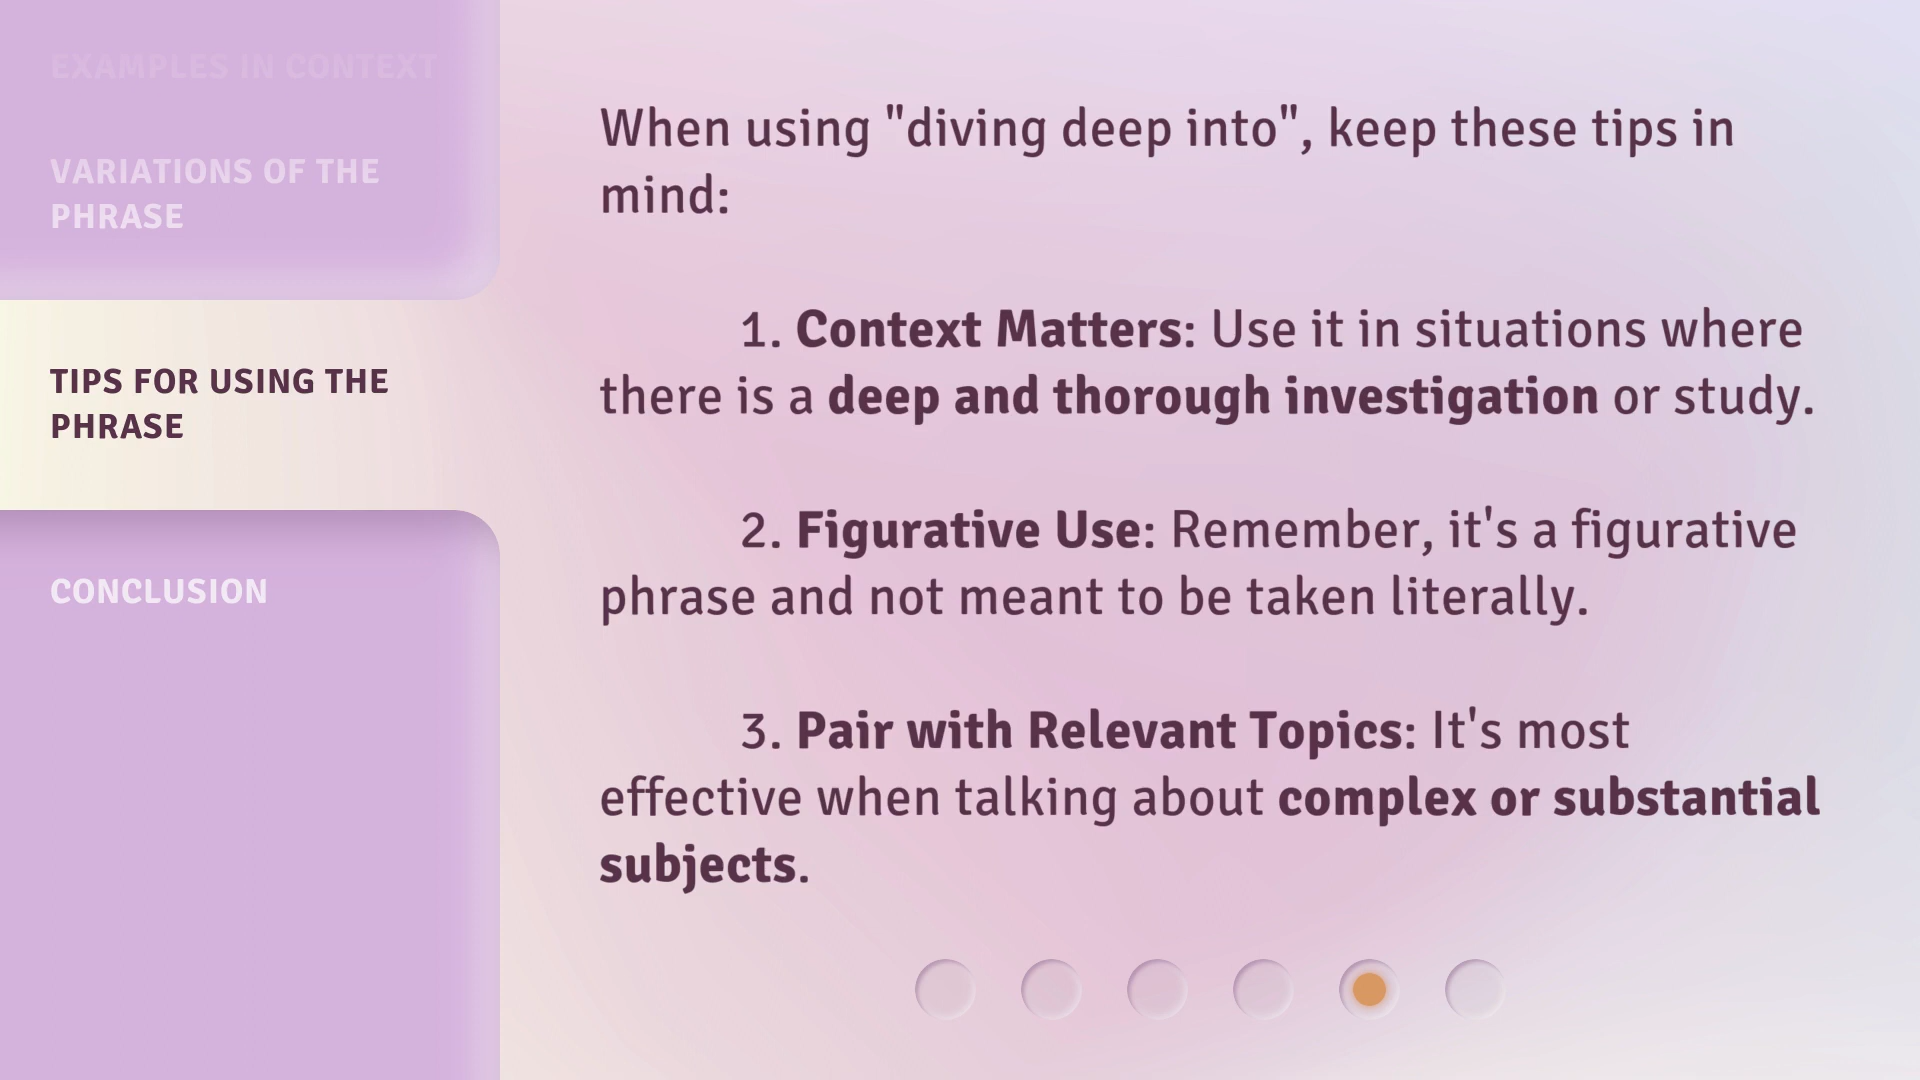 EXAMPLES IN CONTEXT
VARIATIONS OF THE
PHRASE
TIPS FOR USING THE
PHRASE
CONCLUSION
When using "diving deep into", keep these tips in
mind:
1. Context Matters: Use it in situations where
there is a deep and thorough investigation or study.
2. Figurative Use: Remember, it's a figurative
phrase and not meant to be taken literally.
3. Pair with Relevant Topics: It's most
effective when talking about complex or substantial
subjects.